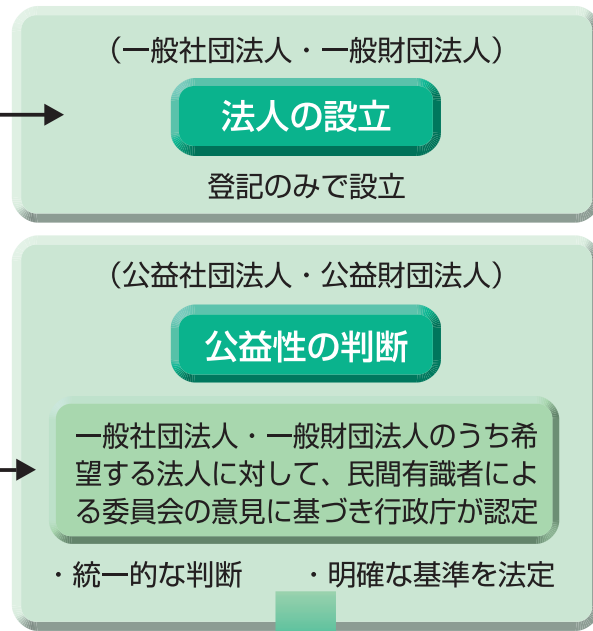 （一般社団法人・一般財団法人）
法人の設立
登記のみで設立
（公益社団法人・公益財団法人）
公益性の判断
一般社団法人・一般財団法人のうち希
望する法人に対して、民間有識者によ
る委員会の意見に基づき行政庁が認定
・統一的な判断　・明確な基準を法定